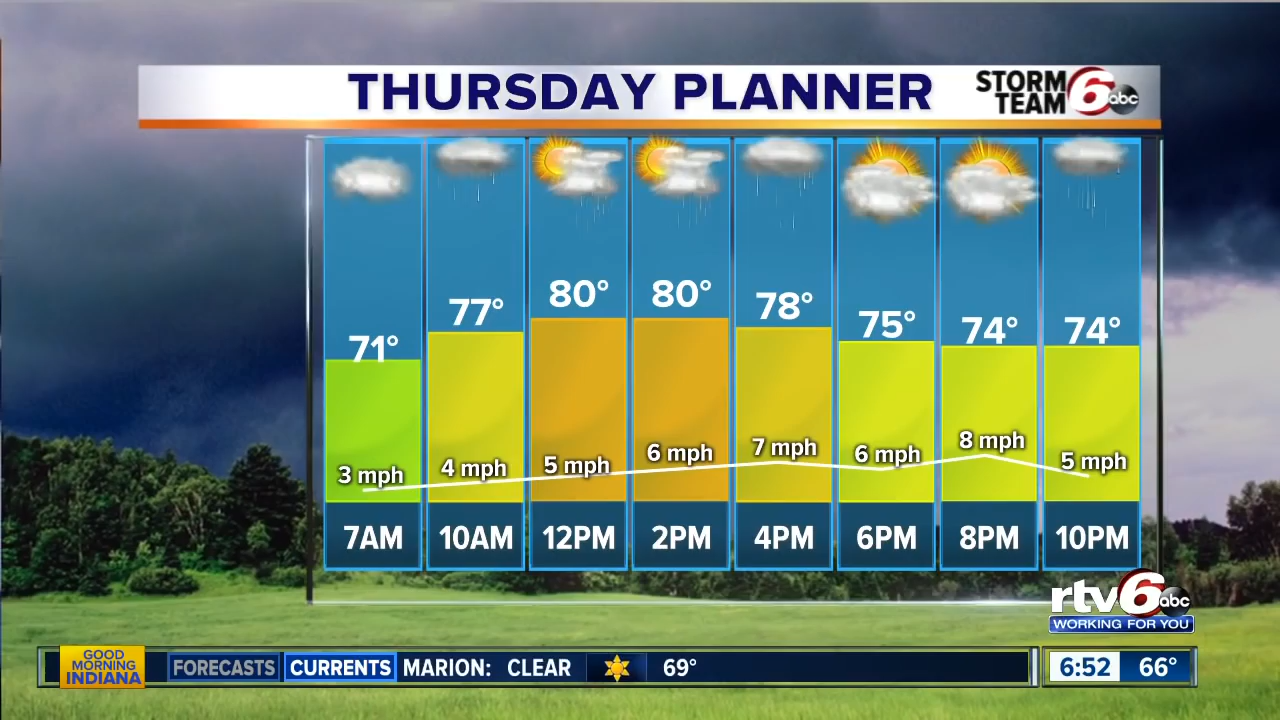 THURSDAY PLANNER
STORM TEAM 6 abc
71° 77° 80° 80° 78° 75° 74° 74°
3 mph 4 mph 5 mph 6 mph 7 mph 6 mph 8 mph 5 mph
7AM 10AM 12PM 2PM 4PM 6PM 8PM 10PM
rtv6 abc
WORKING FOR YOU
GOOD
MORNING
INDIANA
FORECASTS CURRENTS MARION: CLEAR 69°
6:52 66°